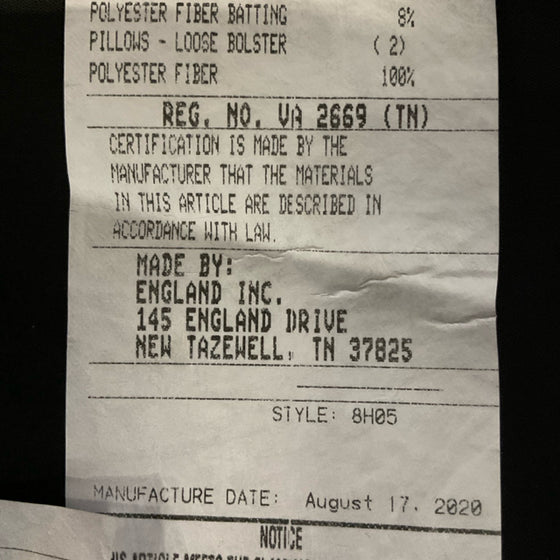 POLYESTER FIBER BATTING 8%
PILLOWS - LOOSE BOLSTER ( 2)
POLYESTER FIBER 100%
REG. NO. VA 2669 (TN)
CERTIFICATION IS MADE BY THE
MANUFACTURER THAT THE MATERIALS
IN THIS ARTICLE ARE DESCRIBED IN
ACCORDANCE WITH LAW.
MADE BY:
ENGLAND INC.
145 ENGLAND DRIVE
NEW TAZEWELL, TN 37825
STYLE: 8H05
MANUFACTURE DATE: August 17, 2020
NOTICE